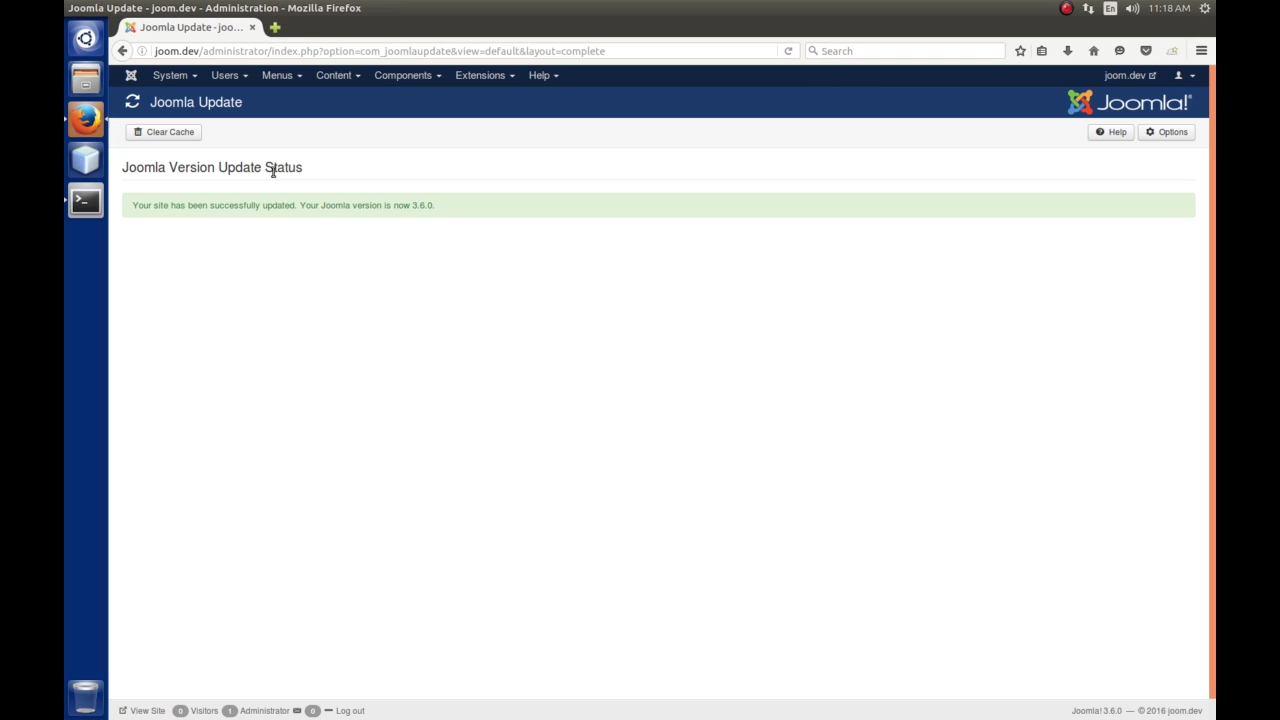 Joomla Update - joom.dev - Administration - Mozilla Firefox
En
11:18 AM
Joomla Update - joo...
joom.dev/administrator/index.php?option=com_joomlaupdate&view=default&layout=complete
Search
System Users Menus Content Components Extensions Help
joom.dev
Joomla Update
Joomla!®
Clear Cache
Help
Options
Joomla Version Update Status
Your site has been successfully updated. Your Joomla version is now 3.6.0.
View Site 0 Visitors 1 Administrator 0 Log out
Joomla! 3.6.0 — © 2016 joom.dev